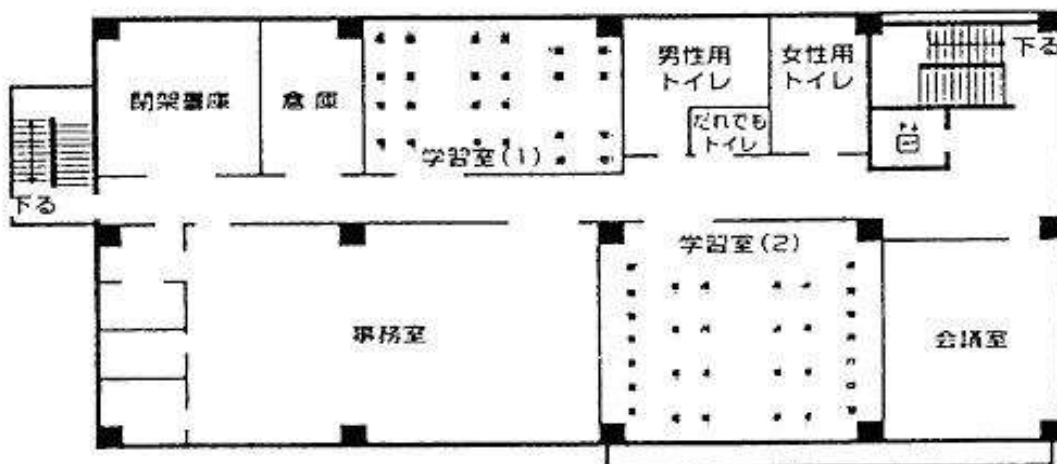 下る
閉架書庫
倉庫
学習室(1)
男性用
トイレ
だれでも
トイレ
女性用
トイレ
下る
事務室
学習室(2)
会議室